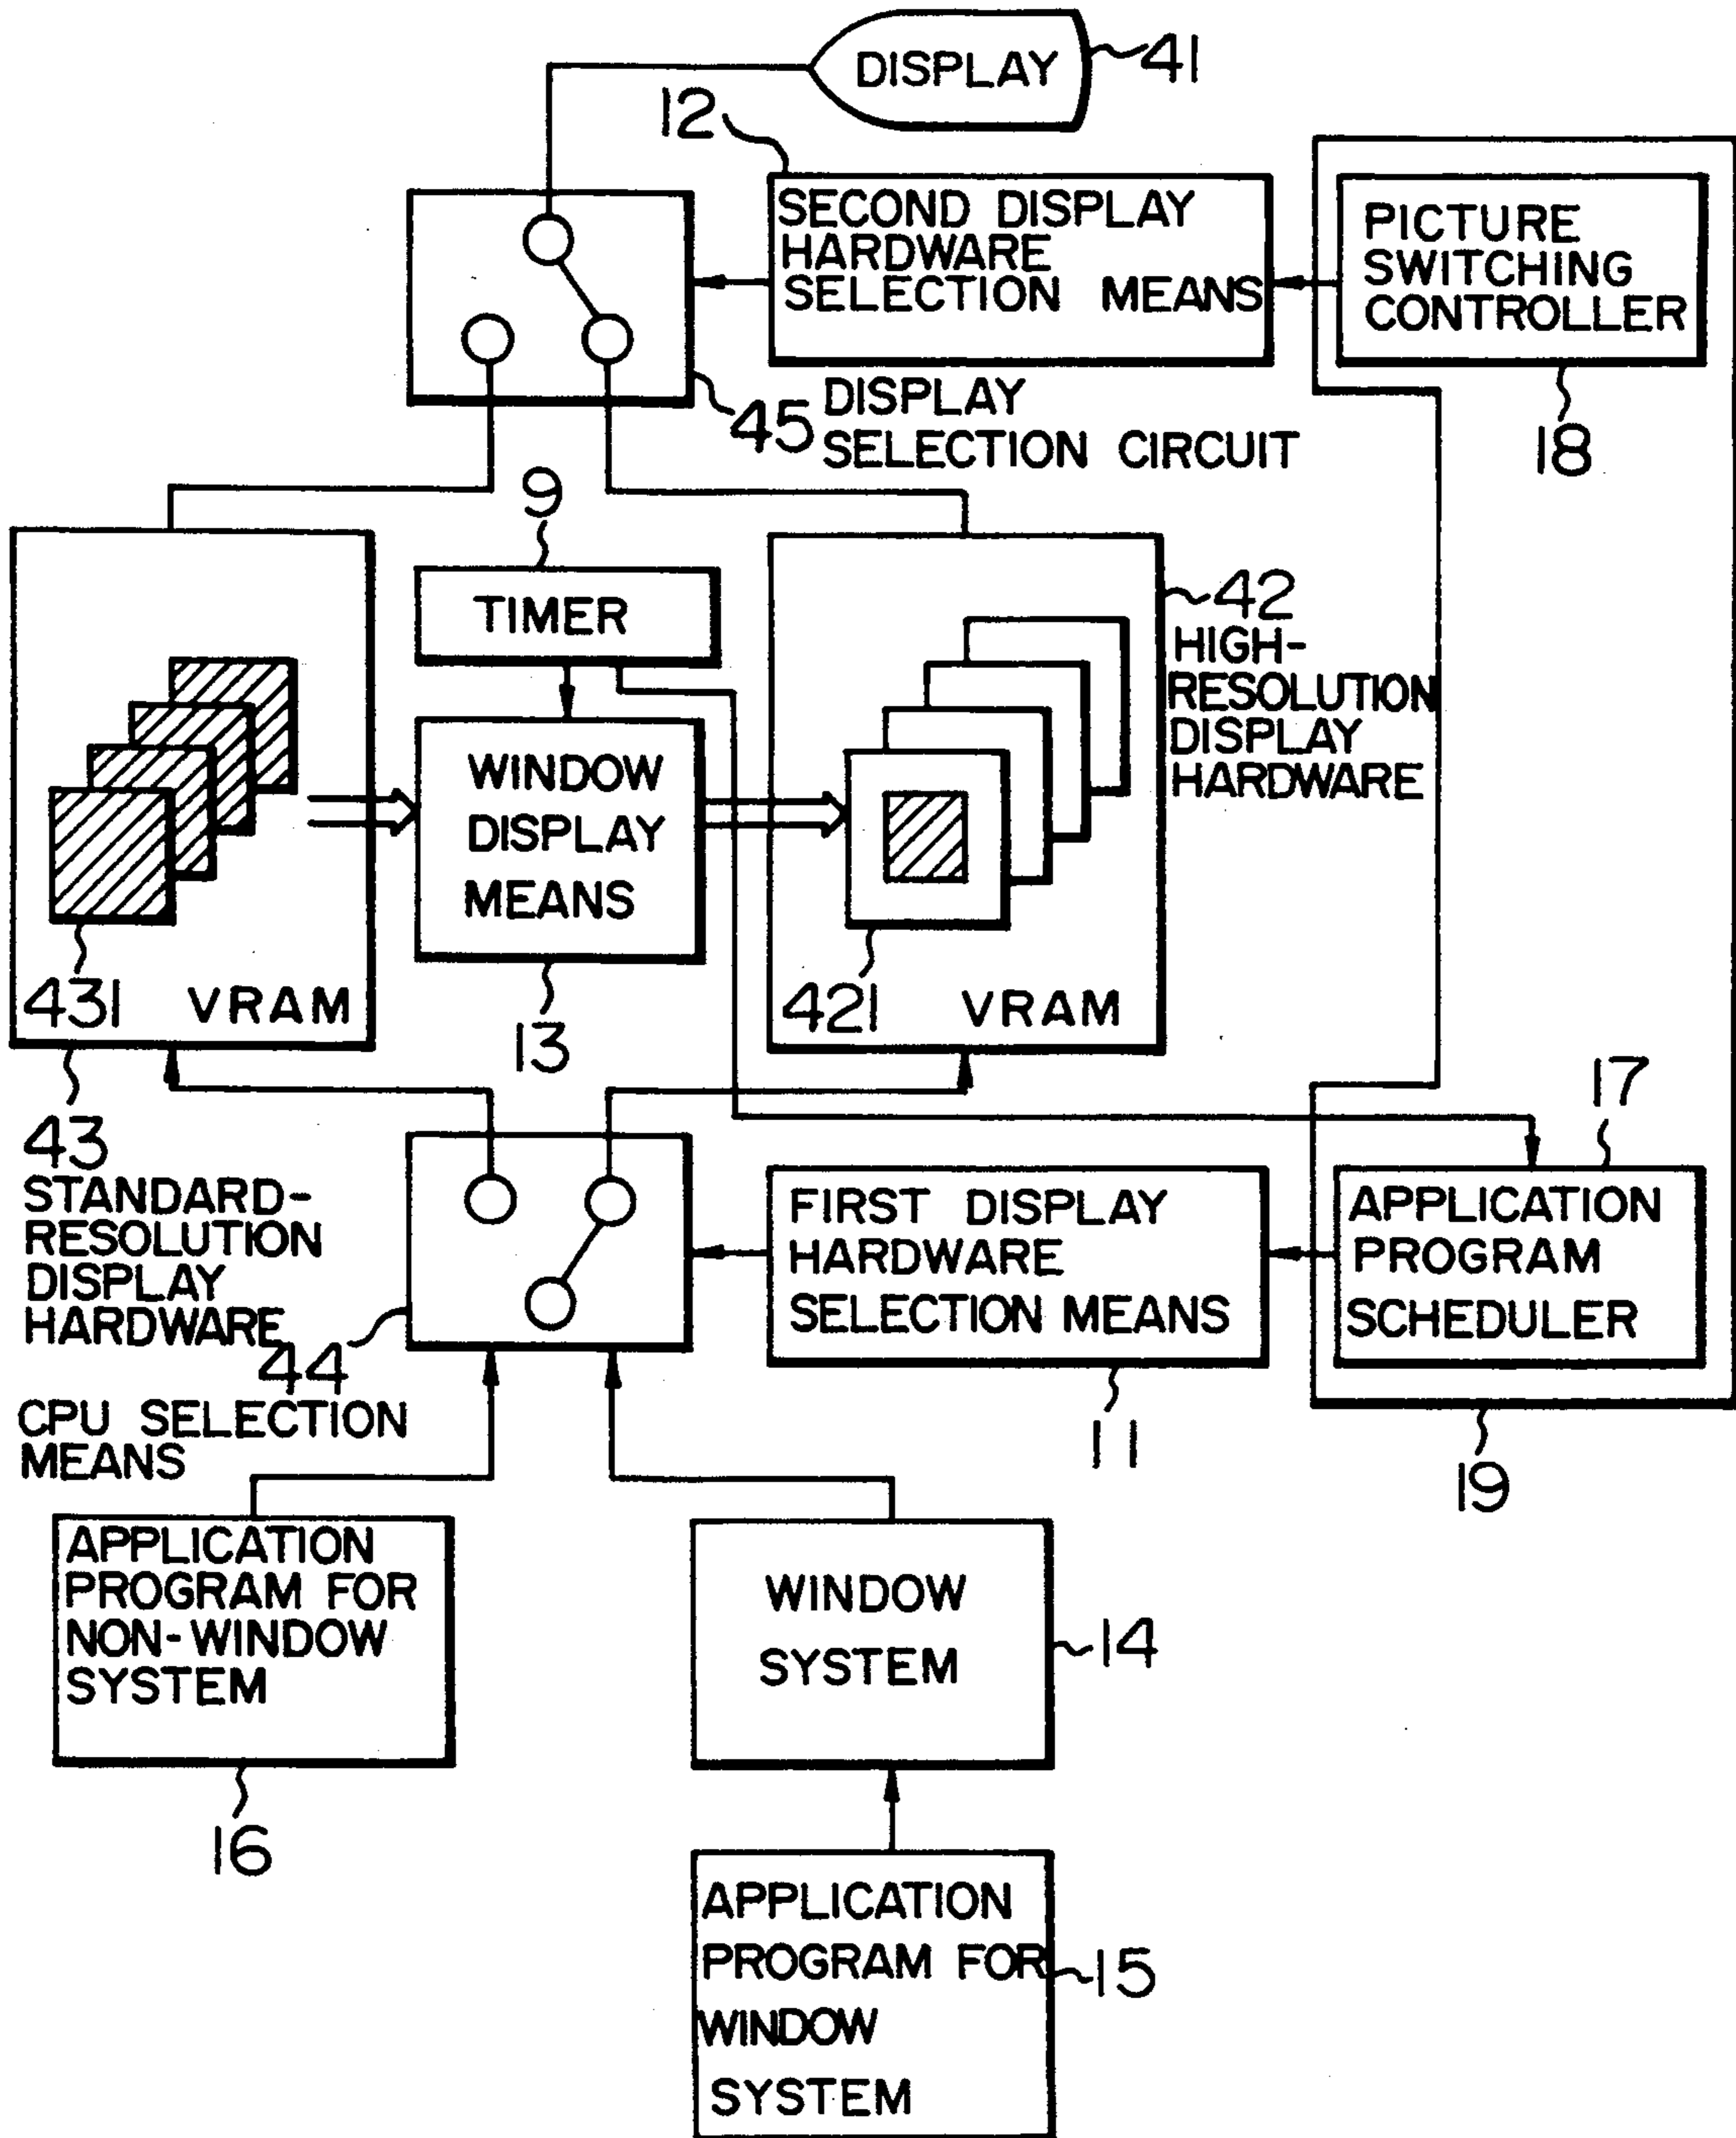 DISPLAY
41
12
SECOND DISPLAY
HARDWARE
SELECTION MEANS
PICTURE
SWITCHING
CONTROLLER
18
45
DISPLAY
SELECTION CIRCUIT
9
TIMER
42
HIGH-
RESOLUTION
DISPLAY
HARDWARE
WINDOW
DISPLAY
MEANS
13
431
VRAM
421
VRAM
43
STANDARD-
RESOLUTION
DISPLAY
HARDWARE
44
CPU SELECTION
MEANS
FIRST DISPLAY
HARDWARE
SELECTION MEANS
11
17
APPLICATION
PROGRAM
SCHEDULER
19
APPLICATION
PROGRAM FOR
NON-WINDOW
SYSTEM
16
WINDOW
SYSTEM
14
APPLICATION
PROGRAM FOR
WINDOW
SYSTEM
15